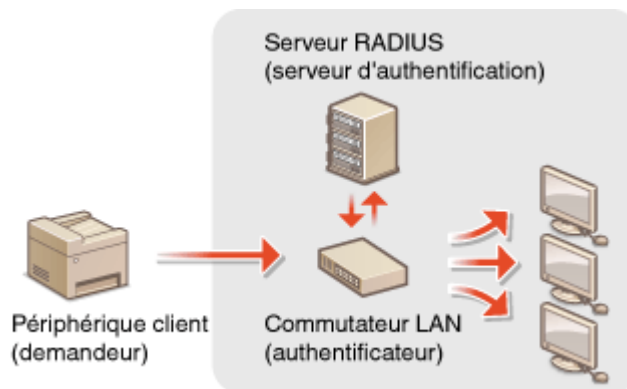 Serveur RADIUS
(serveur d'authentification)
Périphérique client
(demandeur)
Commutateur LAN
(authentificateur)